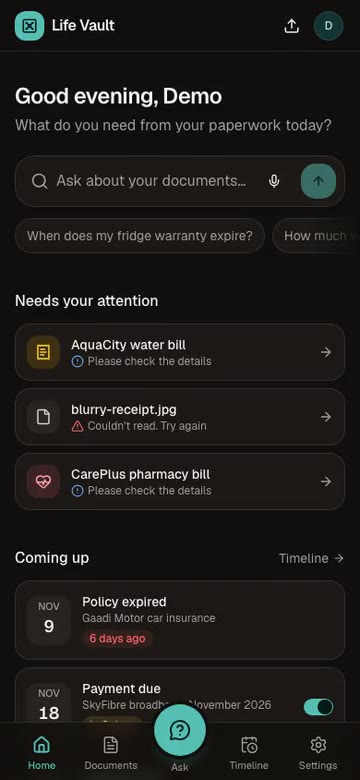 Life Vault
D
Good evening, Demo
What do you need from your paperwork today?
Ask about your documents...
When does my fridge warranty expire?
How much
Needs your attention
AquaCity water bill
Please check the details
blurry-receipt.jpg
Couldn't read. Try again
CarePlus pharmacy bill
Please check the details
Coming up
Timeline
NOV
9
Policy expired
Gaadi Motor car insurance
6 days ago
NOV
18
Payment due
SkyFibre November 2026
Home
Documents
Ask
Timeline
Settings